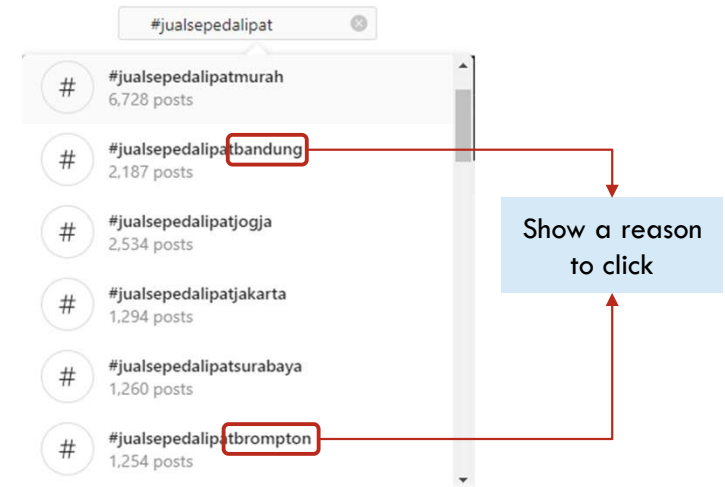 #jualsepedalipat
#
#jualsepedalipatmurah
6,728 posts
#
#jualsepedalipatbandung
2,187 posts
#
#jualsepedalipatjogja
2,534 posts
#
#jualsepedalipatjakarta
1,294 posts
#
#jualsepedalipatsurabaya
1,260 posts
#
#jualsepedalipatbrompton
1,254 posts
Show a reason
to click